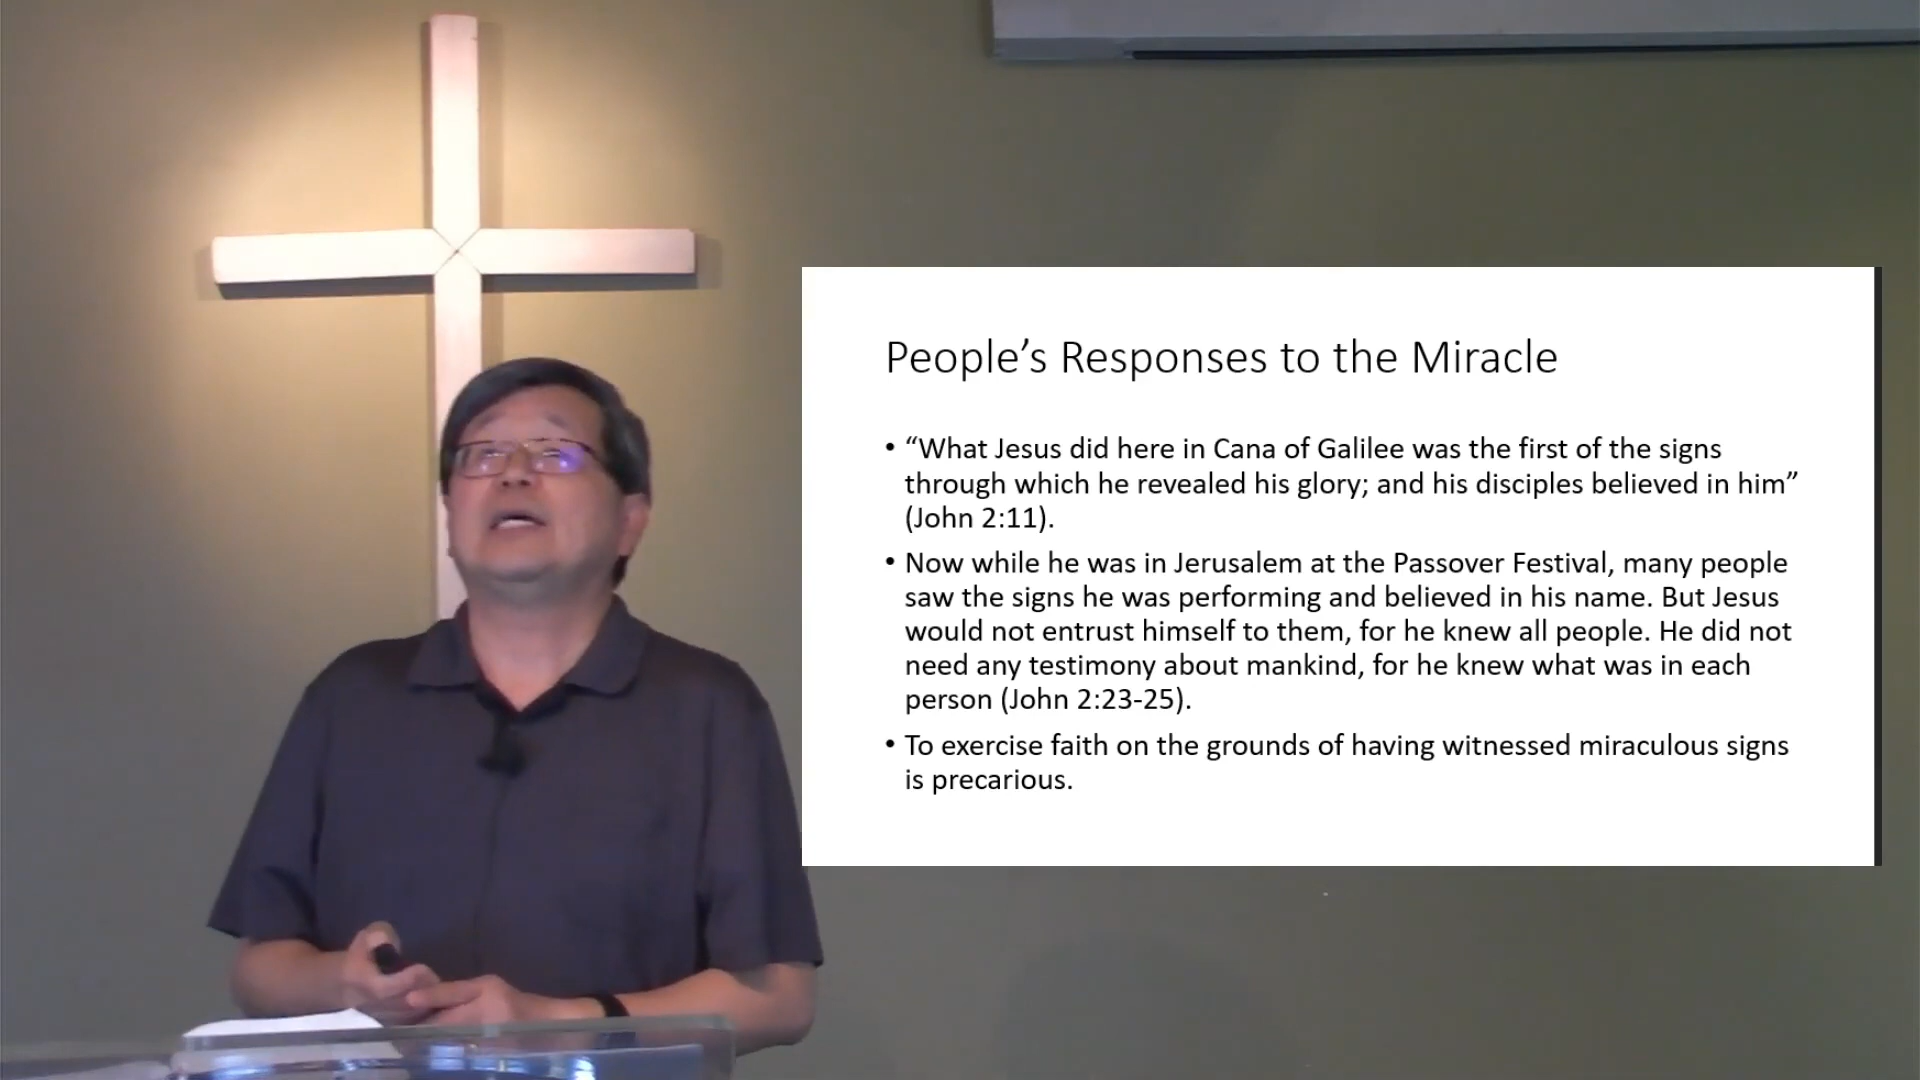 People’s Responses to the Miracle
• “What Jesus did here in Cana of Galilee was the first of the signs
through which he revealed his glory; and his disciples believed in him”
(John 2:11).
• Now while he was in Jerusalem at the Passover Festival, many people
saw the signs he was performing and believed in his name. But Jesus
would not entrust himself to them, for he knew all people. He did not
need any testimony about mankind, for he knew what was in each
person (John 2:23-25).
• To exercise faith on the grounds of having witnessed miraculous signs
is precarious.